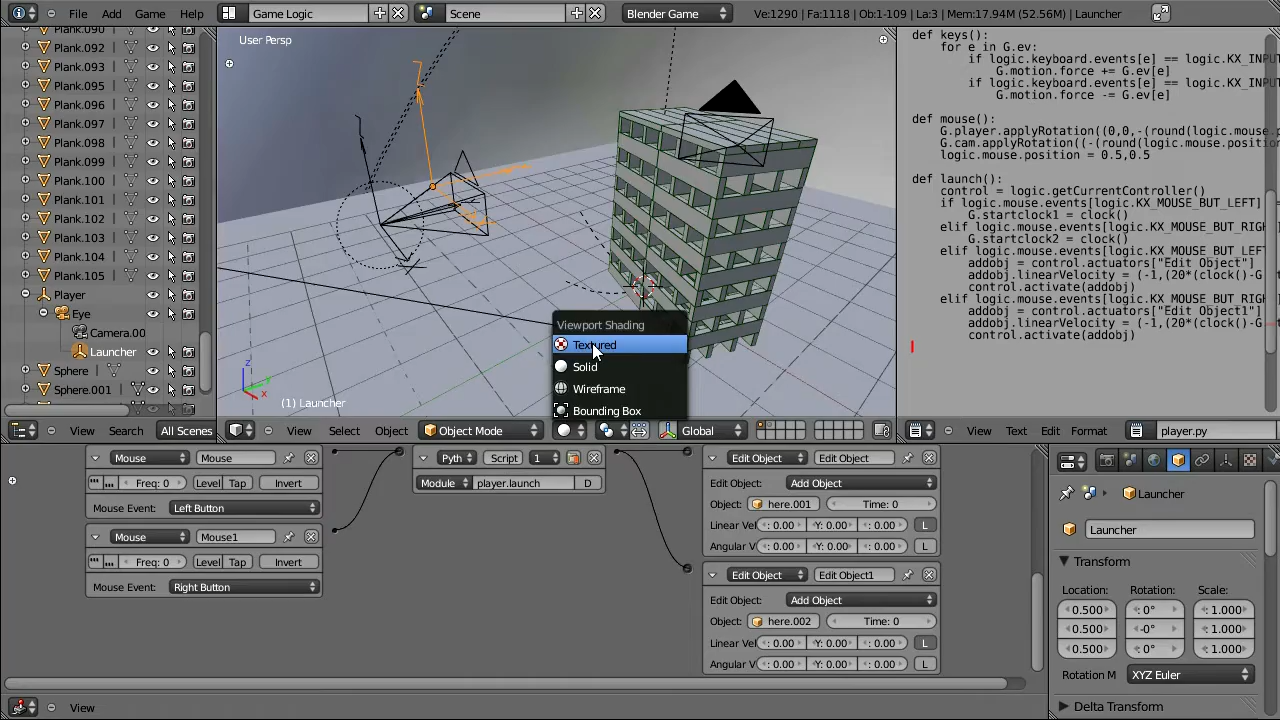 File Add Game Help Game Logic Scene Blender Game Ve:1290 | Fa:1118 | Ob:1-109 | La:3 | Mem:17.94M (52.56M) | Launcher
Plank.090
Plank.092
Plank.093
Plank.095
Plank.096
Plank.097
Plank.098
Plank.099
Plank.100
Plank.101
Plank.102
Plank.103
Plank.104
Plank.105
Player
Eye
Camera.00
Launcher
Sphere
Sphere.001
View Search All Scenes
User Persp
z
y
x
(1) Launcher
Viewport Shading
Textured
Solid
Wireframe
Bounding Box
View Select Object Object Mode Global
def keys():
for e in G.ev:
if logic.keyboard.events[e] == logic.KX_INPU
G.motion.force += G.ev[e]
if logic.keyboard.events[e] == logic.KX_INPU
G.motion.force -= G.ev[e]
def mouse():
G.player.applyRotation((0,0,-(round(logic.mouse.
G.cam.applyRotation((-(round(logic.mouse.posit
logic.mouse.position = 0.5,0.5
def launch():
control = logic.getCurrentController()
if logic.mouse.events[logic.KX_MOUSE_BUT_LEFT]
G.startclock1 = clock()
elif logic.mouse.events[logic.KX_MOUSE_BUT_RIGH
G.startclock2 = clock()
elif logic.mouse.events[logic.KX_MOUSE_BUT_LEFT
addobj = control.actuators["Edit Object"]
addobj.linearVelocity = (-1,(20*(clock()-G
control.activate(addobj)
elif logic.mouse.events[logic.KX_MOUSE_BUT_RIGH
addobj = control.actuators["Edit Object1"]
addobj.linearVelocity = (-1,(20*(clock()-G
control.activate(addobj)
View Text Edit Format player.py
Mouse Mouse
Freq: 0 Level Tap Invert
Mouse Event: Left Button
Mouse Mouse1
Freq: 0 Level Tap Invert
Mouse Event: Right Button
Pyth Script 1
Module player.launch D
Edit Object Edit Object
Edit Object: Add Object
Object: here.001 Time: 0
Linear Vel : 0.00 Y: 0.00 : 0.00 L
Angular V : 0.00 Y: 0.00 : 0.00 L
Edit Object Edit Object1
Edit Object: Add Object
Object: here.002 Time: 0
Linear Vel : 0.00 Y: 0.00 : 0.00 L
Angular V : 0.00 Y: 0.00 : 0.00 L
View
Launcher
Launcher
Transform
Location: Rotation: Scale:
0.500 : 0° : 1.000
0.500 -0° : 1.000
0.500 : 0° : 1.000
Rotation M XYZ Euler
Delta Transform